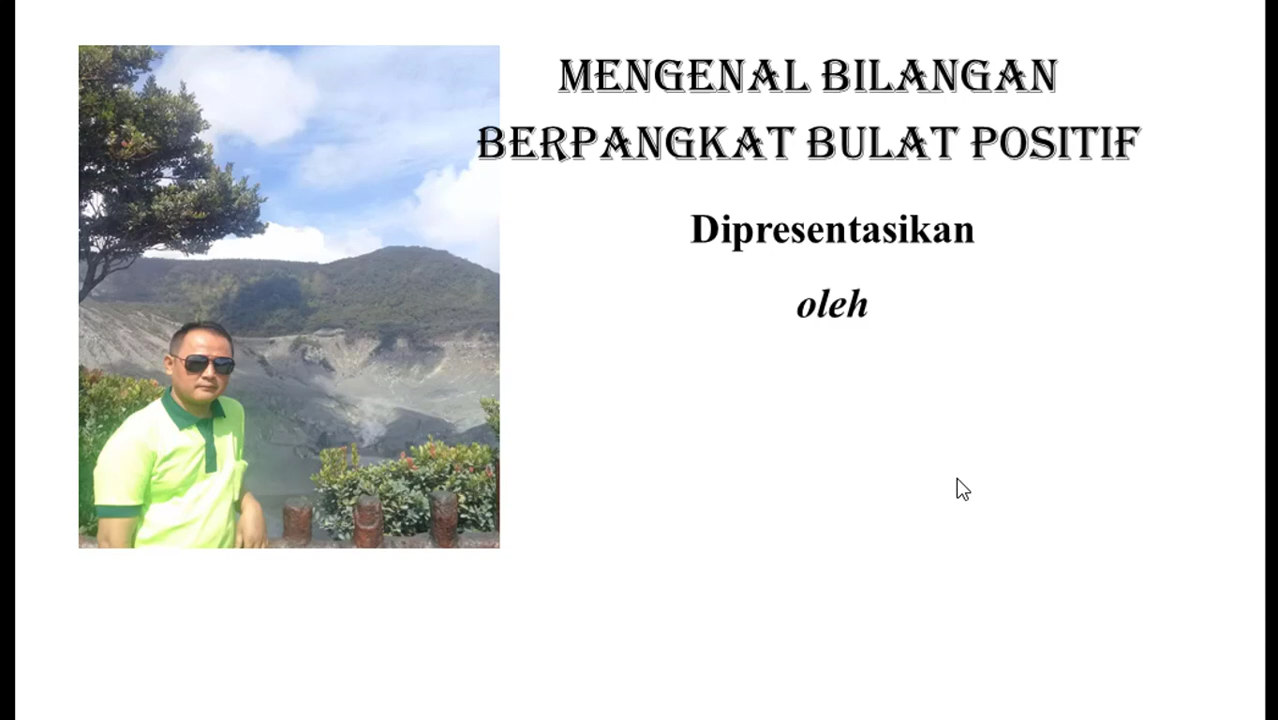 MENGENAL BILANGAN
BERPANGKAT BULAT POSITIF
Dipresentasikan
oleh